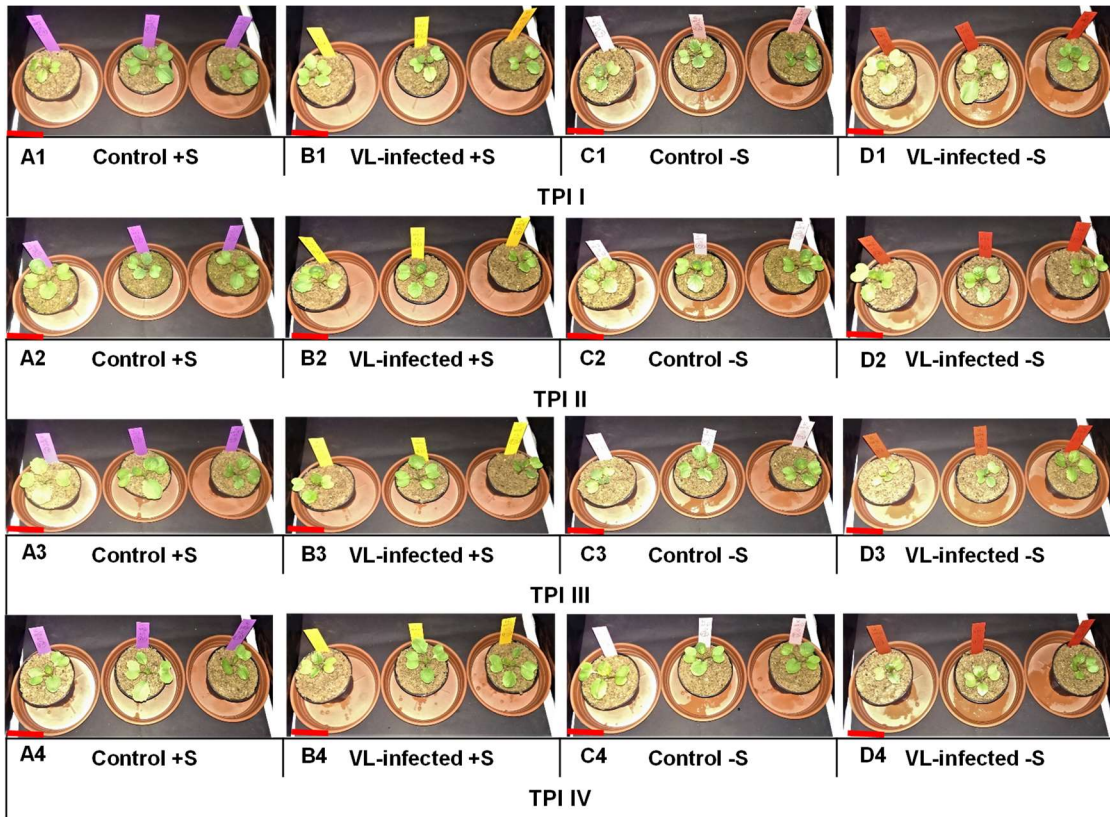 A1 Control +S B1 VL-infected +S C1 Control -S D1 VL-infected -S
TPI I
A2 Control +S B2 VL-infected +S C2 Control -S D2 VL-infected -S
TPI II
A3 Control +S B3 VL-infected +S C3 Control -S D3 VL-infected -S
TPI III
A4 Control +S B4 VL-infected +S C4 Control -S D4 VL-infected -S
TPI IV